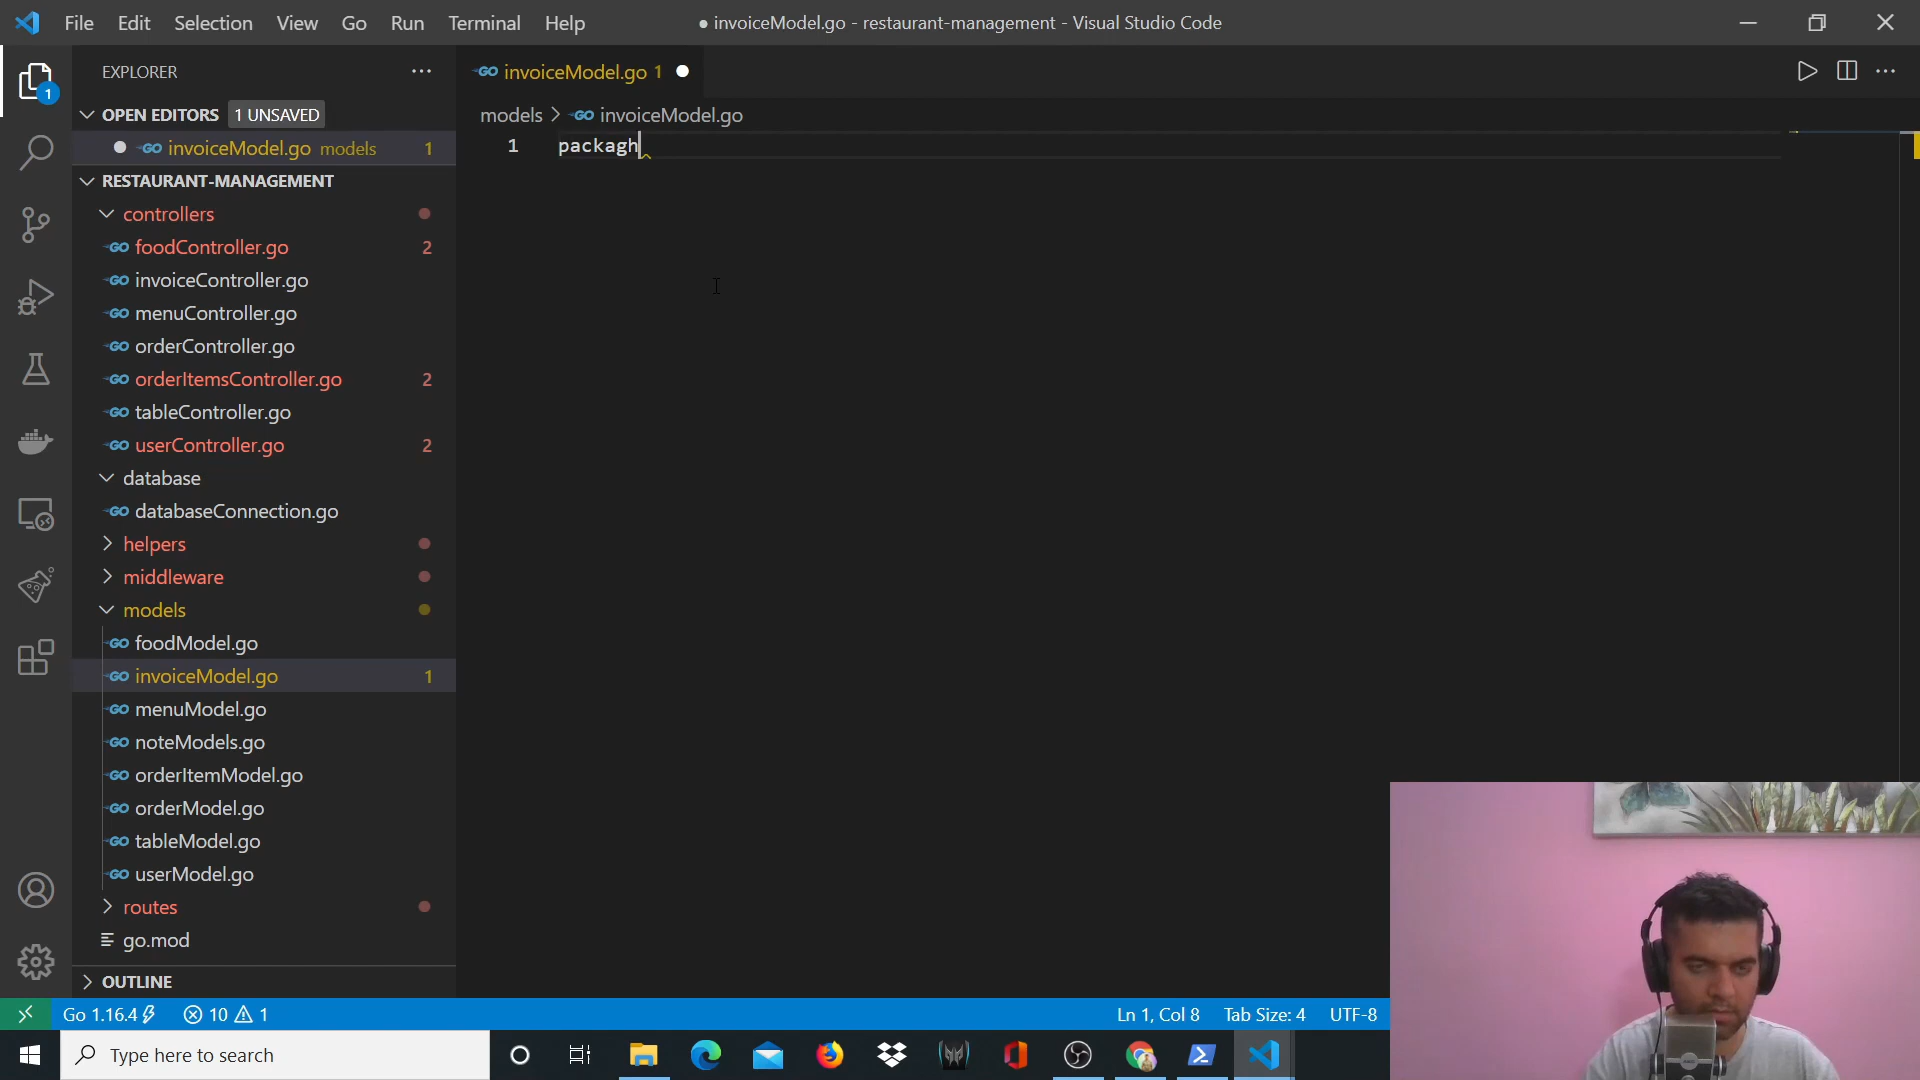 File Edit Selection View Go Run Terminal Help
● invoiceModel.go - restaurant-management - Visual Studio Code
EXPLORER
OPEN EDITORS 1 UNSAVED
invoiceModel.go models 1
RESTAURANT-MANAGEMENT
controllers
foodController.go 2
invoiceController.go
menuController.go
orderController.go
orderItemsController.go 2
tableController.go
userController.go 2
database
databaseConnection.go
helpers
middleware
models
foodModel.go
invoiceModel.go 1
menuModel.go
noteModels.go
orderItemModel.go
orderModel.go
tableModel.go
userModel.go
routes
go.mod
OUTLINE
1
GO invoiceModel.go 1
models > GO invoiceModel.go
1 packagh
Go 1.16.4 10 1
Ln 1, Col 8 Tab Size: 4 UTF-8
Type here to search